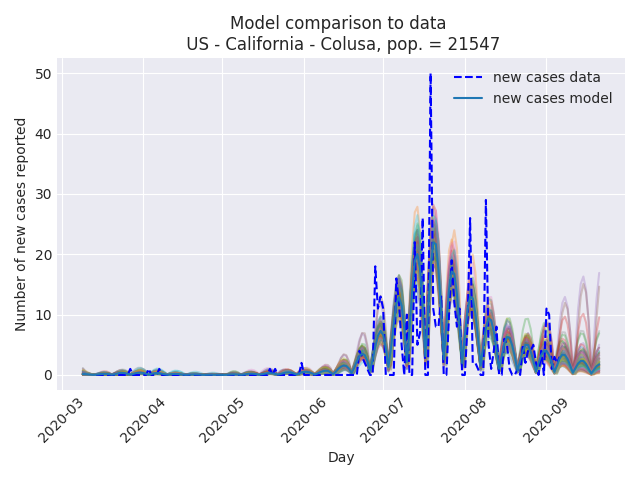 Model comparison to data
US - California - Colusa, pop. = 21547
new cases data
new cases model
Number of new cases reported
50
40
30
20
10
0
2020-03
2020-04
2020-05
2020-06
2020-07
2020-08
2020-09
Day